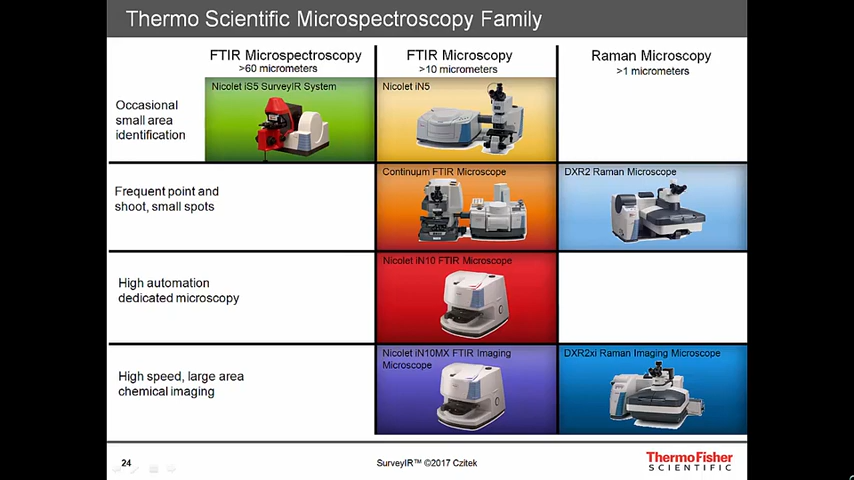 Thermo Scientific Microspectroscopy Family
FTIR Microspectroscopy
>60 micrometers
FTIR Microscopy
>10 micrometers
Raman Microscopy
>1 micrometers
Occasional
small area
identification
Nicolet iS5 SurveyIR System
Nicolet iN5
Frequent point and
shoot, small spots
Continuum FTIR Microscope
DXR2 Raman Microscope
High automation
dedicated microscopy
Nicolet iN10 FTIR Microscope
High speed, large area
chemical imaging
Nicolet iN10MX FTIR Imaging
Microscope
DXR2xi Raman Imaging Microscope
24
SurveyIR™ ©2017 Czitek
ThermoFisher
SCIENTIFIC